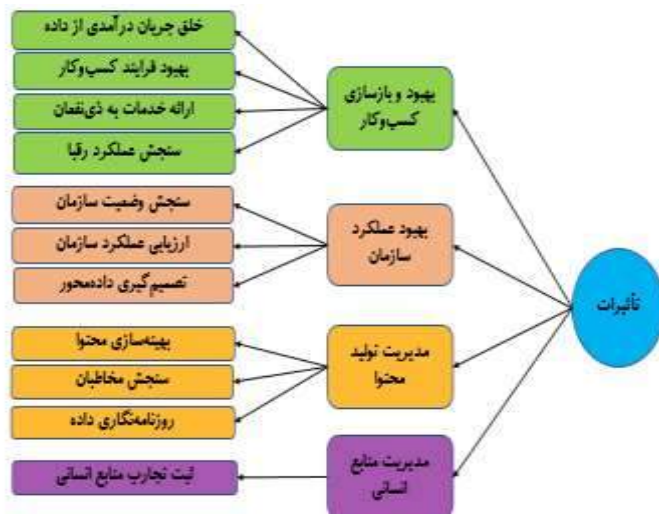 تأثیرات
بهبود و بازسازی
کسب‌وکار
خلق جریان درآمدی از داده
بهبود فرایند کسب‌وکار
ارائه خدمات به ذی‌نفعان
سنجش عملکرد رقبا
بهبود عملکرد
سازمان
سنجش وضعیت سازمان
ارزیابی عملکرد سازمان
تصمیم‌گیری داده‌محور
مدیریت تولید
محتوا
بهینه‌سازی محتوا
سنجش مخاطبان
روزنامه‌نگاری داده
مدیریت منابع
انسانی
ثبت تجارب منابع انسانی